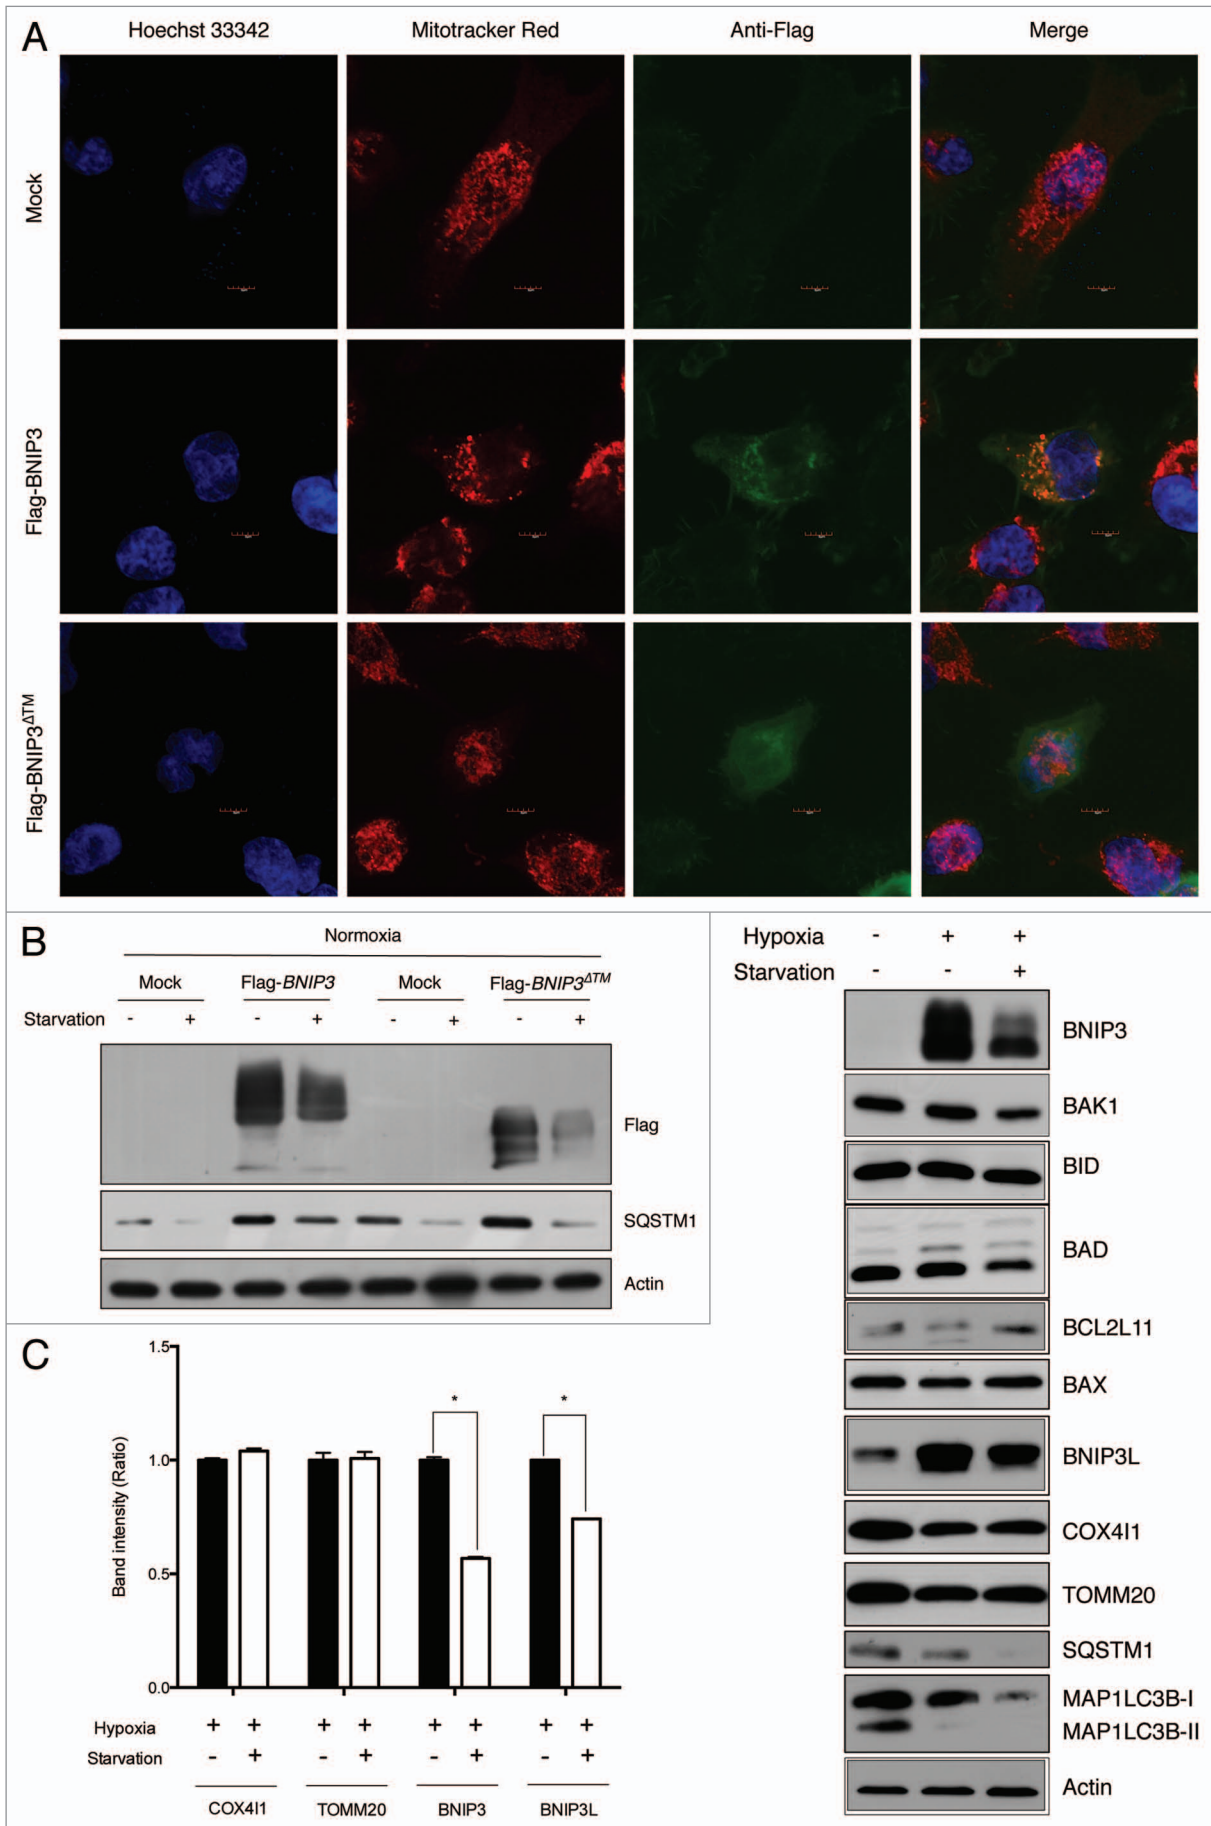 A
Hoechst 33342 Mitotracker Red Anti-Flag Merge
Mock
Flag-BNIP3
Flag-BNIP3ΔTM
B
Normoxia
Mock Flag-BNIP3 Mock Flag-BNIP3ΔTM
Starvation - + - + - + - +
Flag
SQSTM1
Actin
C
1.5
1.0
0.5
0.0
Band intensity (Ratio)
* *
Hypoxia + + + + + + + +
Starvation - + - + - + - +
COX4I1 TOMM20 BNIP3 BNIP3L
Hypoxia - + +
Starvation - - +
BNIP3
BAK1
BID
BAD
BCL2L11
BAX
BNIP3L
COX4I1
TOMM20
SQSTM1
MAP1LC3B-I
MAP1LC3B-II
Actin